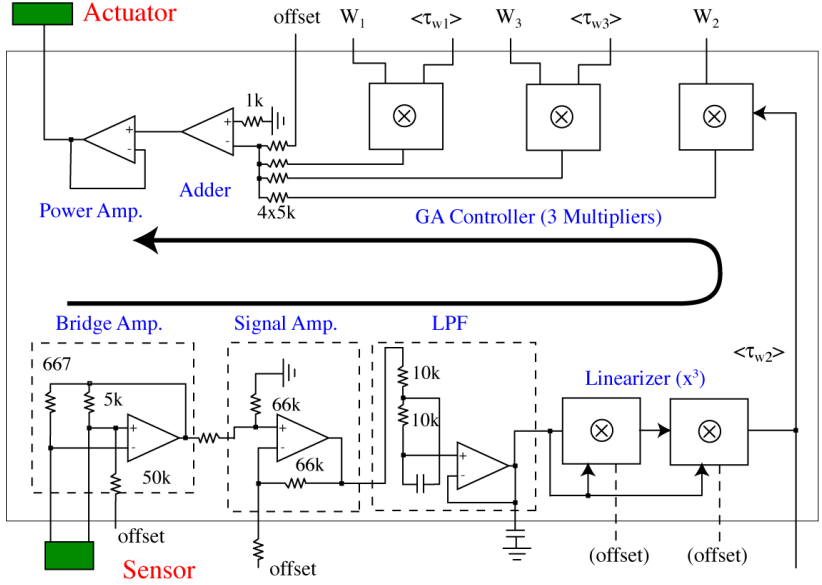 Actuator
offset
W₁
<τw1>
W₃
<τw3>
W₂
1k
+
-
+
-
Adder
Power Amp.
4x5k
GA Controller (3 Multipliers)
Bridge Amp.
Signal Amp.
LPF
<τw2>
667
10k
Linearizer (x³)
5k
66k
10k
+
-
+
-
66k
+
-
50k
offset
offset
(offset)
(offset)
Sensor